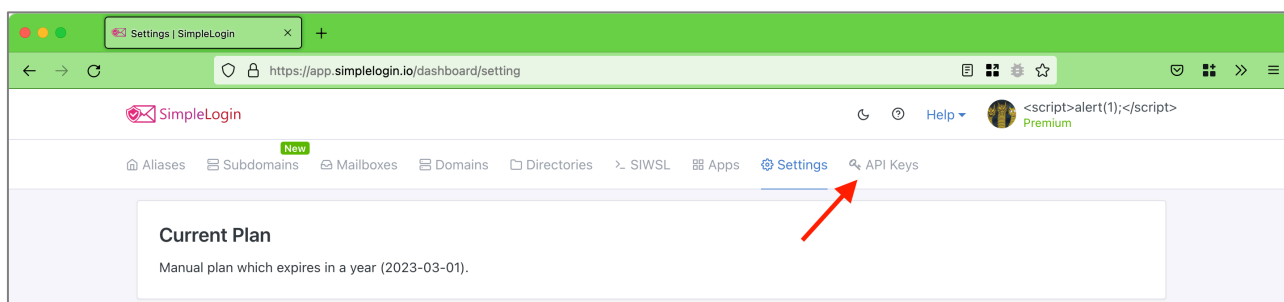 Settings | SimpleLogin
https://app.simplelogin.io/dashboard/setting
SimpleLogin
Help
<script>alert(1);</script>
Premium
New
Aliases Subdomains Mailboxes Domains Directories SIWSL Apps Settings API Keys
Current Plan
Manual plan which expires in a year (2023-03-01).